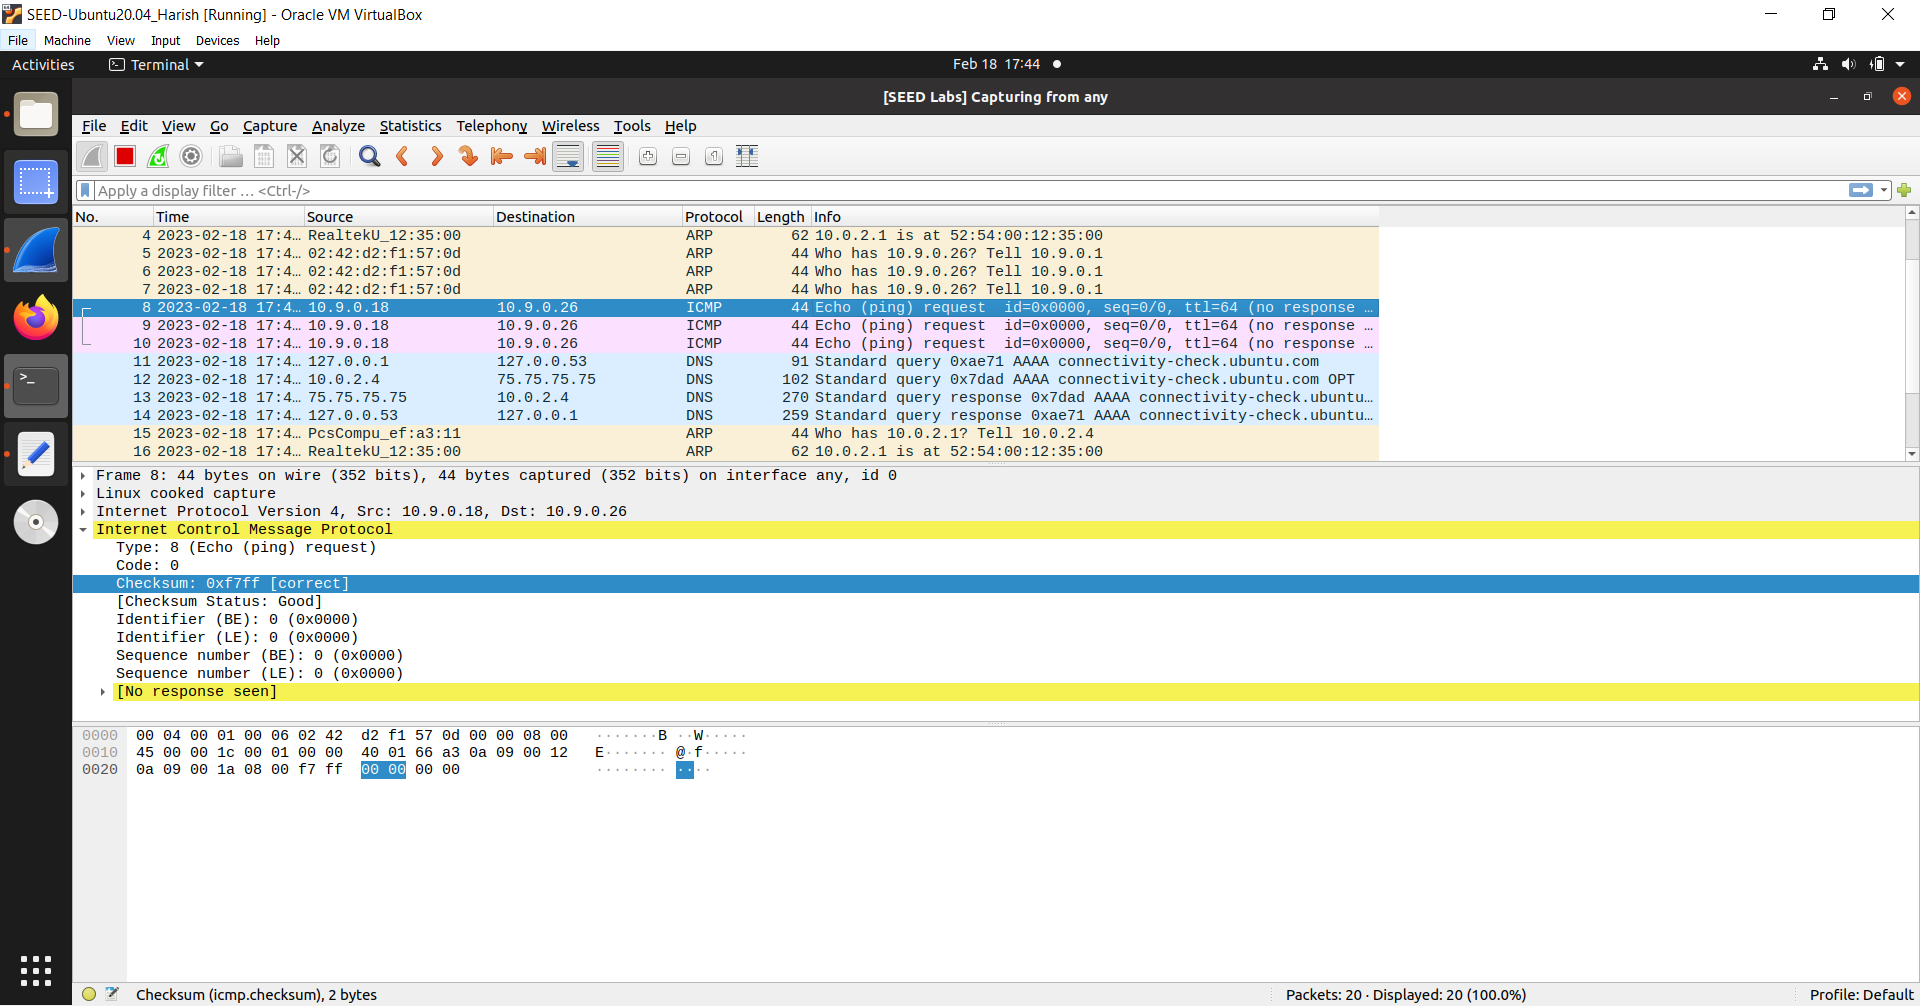 SEED-Ubuntu20.04_Harish [Running] - Oracle VM VirtualBox
File Machine View Input Devices Help
Activities Terminal Feb 18 17:44
[SEED Labs] Capturing from any
File Edit View Go Capture Analyze Statistics Telephony Wireless Tools Help
Apply a display filter … <Ctrl-/>
No. Time Source Destination Protocol Length Info
4 2023-02-18 17:4… RealtekU_12:35:00 ARP 62 10.0.2.1 is at 52:54:00:12:35:00
5 2023-02-18 17:4… 02:42:d2:f1:57:0d ARP 44 Who has 10.9.0.26? Tell 10.9.0.1
6 2023-02-18 17:4… 02:42:d2:f1:57:0d ARP 44 Who has 10.9.0.26? Tell 10.9.0.1
7 2023-02-18 17:4… 02:42:d2:f1:57:0d ARP 44 Who has 10.9.0.26? Tell 10.9.0.1
8 2023-02-18 17:4… 10.9.0.18 10.9.0.26 ICMP 44 Echo (ping) request id=0x0000, seq=0/0, ttl=64 (no response …
9 2023-02-18 17:4… 10.9.0.18 10.9.0.26 ICMP 44 Echo (ping) request id=0x0000, seq=0/0, ttl=64 (no response …
10 2023-02-18 17:4… 10.9.0.18 10.9.0.26 ICMP 44 Echo (ping) request id=0x0000, seq=0/0, ttl=64 (no response …
11 2023-02-18 17:4… 127.0.0.1 127.0.0.53 DNS 91 Standard query 0xae71 AAAA connectivity-check.ubuntu.com
12 2023-02-18 17:4… 10.0.2.4 75.75.75.75 DNS 102 Standard query 0x7dad AAAA connectivity-check.ubuntu.com OPT
13 2023-02-18 17:4… 75.75.75.75 10.0.2.4 DNS 270 Standard query response 0x7dad AAAA connectivity-check.ubuntu…
14 2023-02-18 17:4… 127.0.0.53 127.0.0.1 DNS 259 Standard query response 0xae71 AAAA connectivity-check.ubuntu…
15 2023-02-18 17:4… PcsCompu_ef:a3:11 ARP 44 Who has 10.0.2.1? Tell 10.0.2.4
16 2023-02-18 17:4… RealtekU_12:35:00 ARP 62 10.0.2.1 is at 52:54:00:12:35:00
Frame 8: 44 bytes on wire (352 bits), 44 bytes captured (352 bits) on interface any, id 0
Linux cooked capture
Internet Protocol Version 4, Src: 10.9.0.18, Dst: 10.9.0.26
Internet Control Message Protocol
Type: 8 (Echo (ping) request)
Code: 0
Checksum: 0xf7ff [correct]
[Checksum Status: Good]
Identifier (BE): 0 (0x0000)
Identifier (LE): 0 (0x0000)
Sequence number (BE): 0 (0x0000)
Sequence number (LE): 0 (0x0000)
[No response seen]
0000 00 04 00 01 00 06 02 42 d2 f1 57 0d 00 00 08 00 ·······B ··W·····
0010 45 00 00 1c 00 01 00 00 40 01 66 a3 0a 09 00 12 E······· @·f·····
0020 0a 09 00 1a 08 00 f7 ff 00 00 00 00 ········ ····
Checksum (icmp.checksum), 2 bytes Packets: 20 · Displayed: 20 (100.0%) Profile: Default